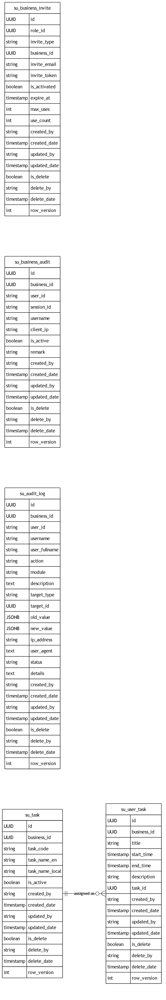 su_business_invite
UUID id
UUID role_id
string invite_type
UUID business_id
string invite_email
string invite_token
boolean is_activated
timestamp expire_at
int max_uses
int use_count
string created_by
timestamp created_date
string updated_by
timestamp updated_date
boolean is_delete
string delete_by
timestamp delete_date
int row_version
su_business_audit
UUID id
UUID business_id
string user_id
string session_id
string username
string client_ip
boolean is_active
string remark
string created_by
timestamp created_date
string updated_by
timestamp updated_date
boolean is_delete
string delete_by
timestamp delete_date
int row_version
su_audit_log
UUID id
UUID business_id
string user_id
string username
string user_fullname
string action
string module
text description
string target_type
UUID target_id
JSONB old_value
JSONB new_value
string ip_address
text user_agent
string status
text details
string created_by
timestamp created_date
string updated_by
timestamp updated_date
boolean is_delete
string delete_by
timestamp delete_date
int row_version
su_task
UUID id
UUID business_id
string task_code
string task_name_en
string task_name_local
boolean is_active
string created_by
timestamp created_date
string updated_by
timestamp updated_date
boolean is_delete
string delete_by
timestamp delete_date
int row_version
assigned as
su_user_task
UUID id
UUID business_id
string title
timestamp start_time
timestamp end_time
string description
UUID task_id
string created_by
timestamp created_date
string updated_by
timestamp updated_date
boolean is_delete
string delete_by
timestamp delete_date
int row_version